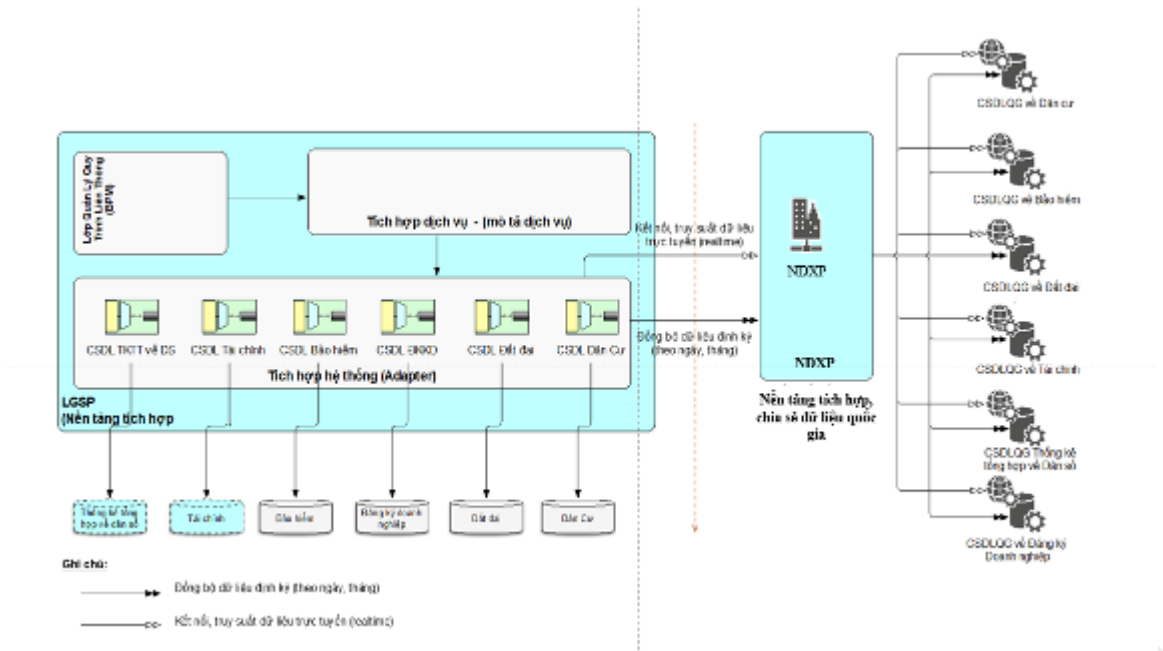 CSDLQG về Dân cư
Lớp Quản Lý Quy
Trình Liên Thông
(BPM)
Tích hợp dịch vụ - (mô tả dịch vụ)
CSDLQG về Bảo hiểm
Kết nối, truy suất dữ liệu
trực tuyến (realtime)
NDXP
CSDLQG về Đất đai
CSDL TKTT về DS
CSDL Tài chính
CSDL Bảo hiểm
CSDL ĐKKD
CSDL Đất đai
CSDL Dân Cư
Đồng bộ dữ liệu định kỳ
(theo ngày, tháng)
NDXP
CSDLQG về Tài chính
Tích hợp hệ thống (Adapter)
LGSP
(Nền tảng tích hợp
Nền tảng tích hợp,
chia sẻ dữ liệu quốc
gia
CSDLQG Thống kê
tổng hợp về Dân số
Thống kê tổng
hợp về dân số
Tài chính
Bảo hiểm
Đăng ký doanh
nghiệp
Đất đai
Dân Cư
CSDLQG về Đăng ký
Doanh nghiệp
Ghi chú:
Đồng bộ dữ liệu định kỳ (theo ngày, tháng)
Kết nối, truy suất dữ liệu trực tuyến (realtime)